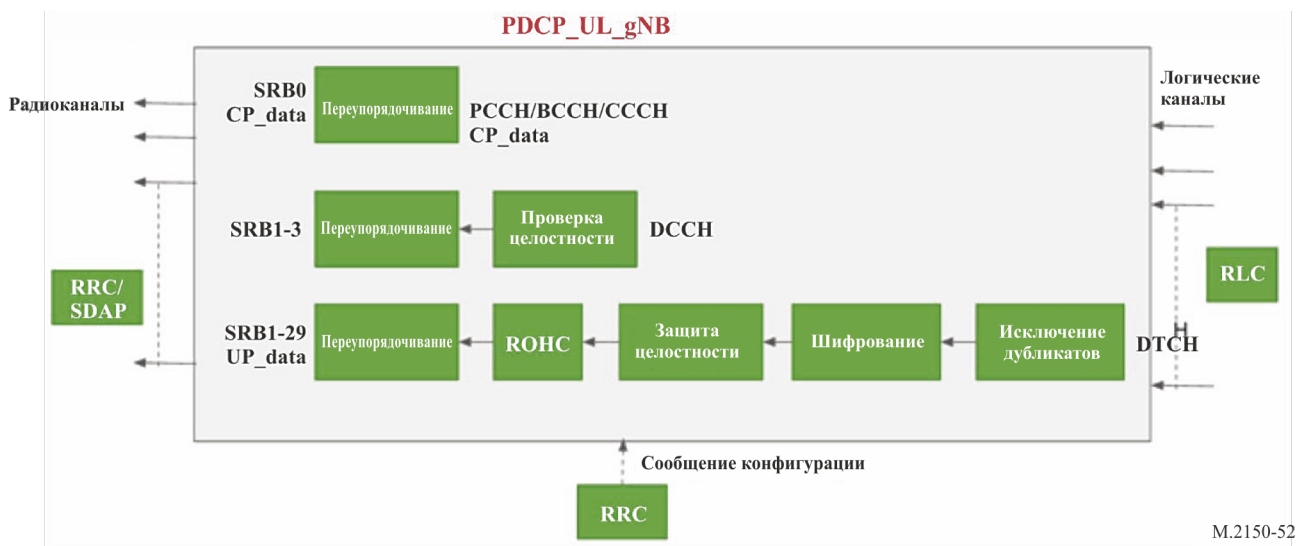 PDCP_UL_gNB
Радиоканалы
SRB0
CP_data
Переупорядочивание
PCCH/BCCH/CCCH
CP_data
Логические
каналы
SRB1-3
Переупорядочивание
Проверка
целостности
DCCH
RRC/
SDAP
RLC
SRB1-29
UP_data
Переупорядочивание
ROHC
Защита
целостности
Шифрование
Исключение
дубликатов
DTCH
H
Сообщение конфигурации
RRC
M.2150-52